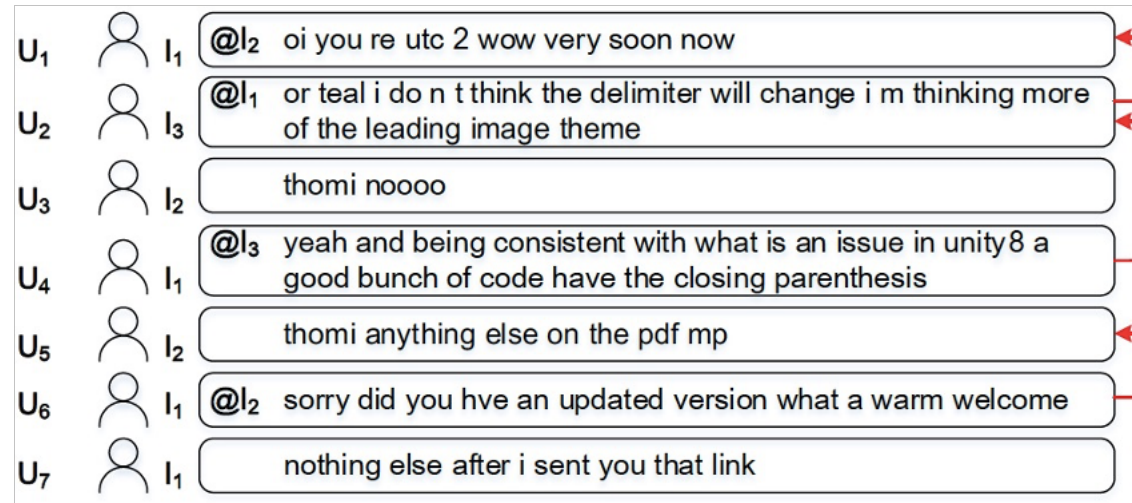 U₁ I₁ @I₂ oi you re utc 2 wow very soon now
U₂ I₃ @I₁ or teal i do n t think the delimiter will change i m thinking more
of the leading image theme
U₃ I₂ thomi noooo
U₄ I₁ @I₃ yeah and being consistent with what is an issue in unity8 a
good bunch of code have the closing parenthesis
U₅ I₂ thomi anything else on the pdf mp
U₆ I₁ @I₂ sorry did you hve an updated version what a warm welcome
U₇ I₁ nothing else after i sent you that link